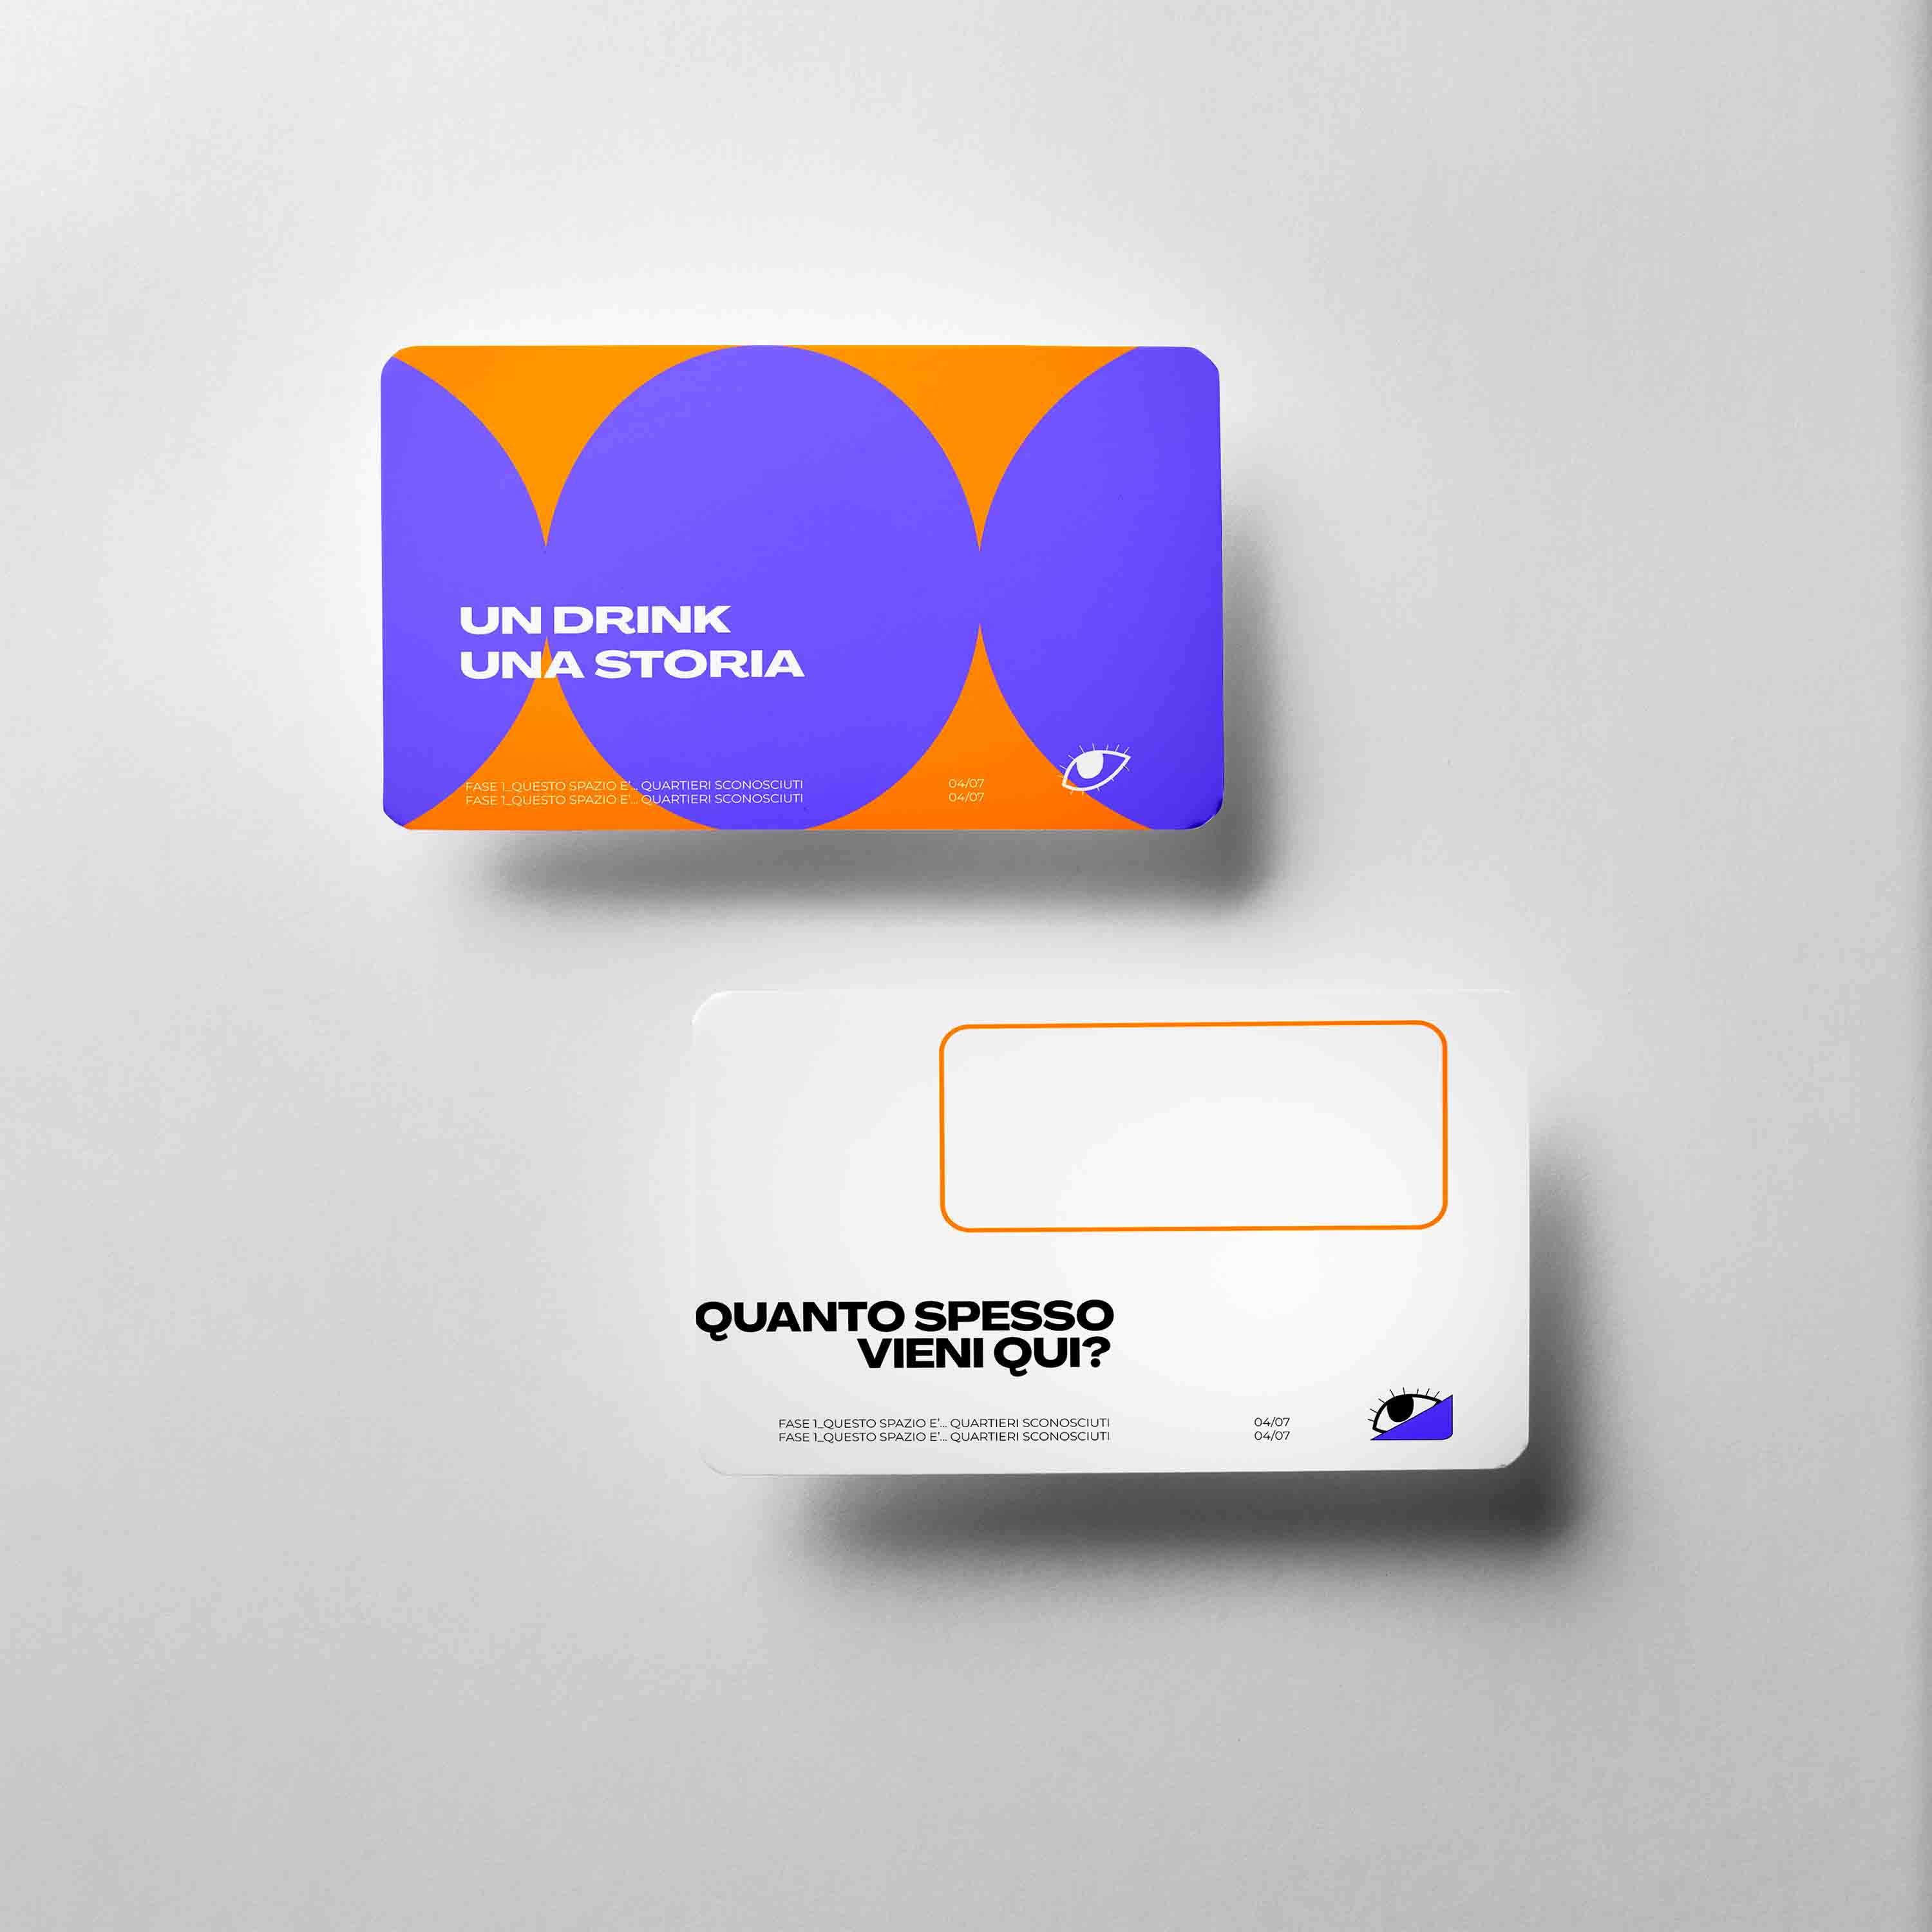 UN DRINK
UNA STORIA
FASE 1_QUESTO SPAZIO E'... QUARTIERI SCONOSCIUTI 04/07
FASE 1_QUESTO SPAZIO E'... QUARTIERI SCONOSCIUTI 04/07
QUANTO SPESSO
VIENI QUI?
FASE 1_QUESTO SPAZIO E'... QUARTIERI SCONOSCIUTI 04/07
FASE 1_QUESTO SPAZIO E'... QUARTIERI SCONOSCIUTI 04/07